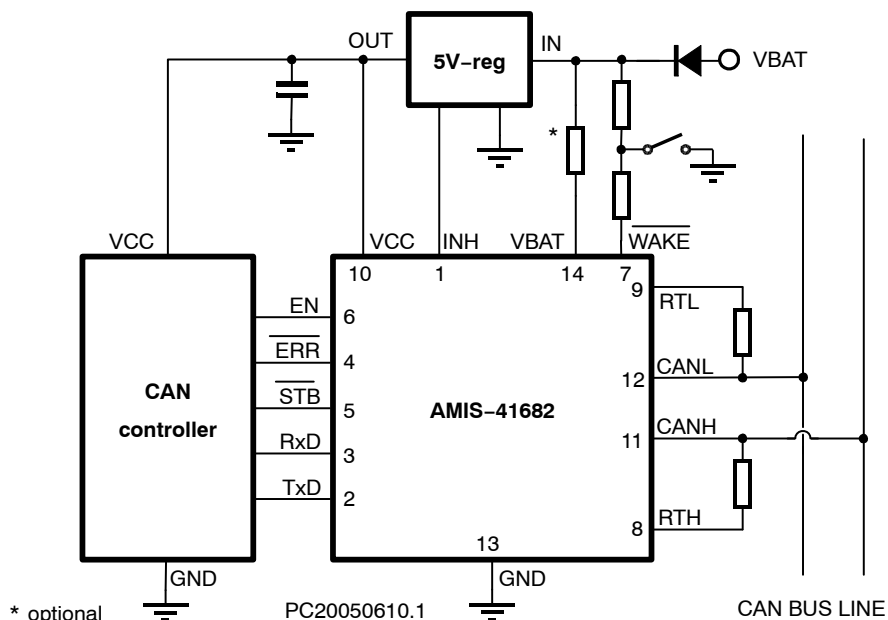 OUT
5V−reg
IN
VBAT
*
VCC
VCC
INH
VBAT
WAKE
10
1
14
7
9
RTL
EN
6
ERR
4
12
CANL
STB
5
CAN
controller
AMIS−41682
11
CANH
RxD
3
TxD
2
8
RTH
13
GND
GND
* optional
PC20050610.1
CAN BUS LINE